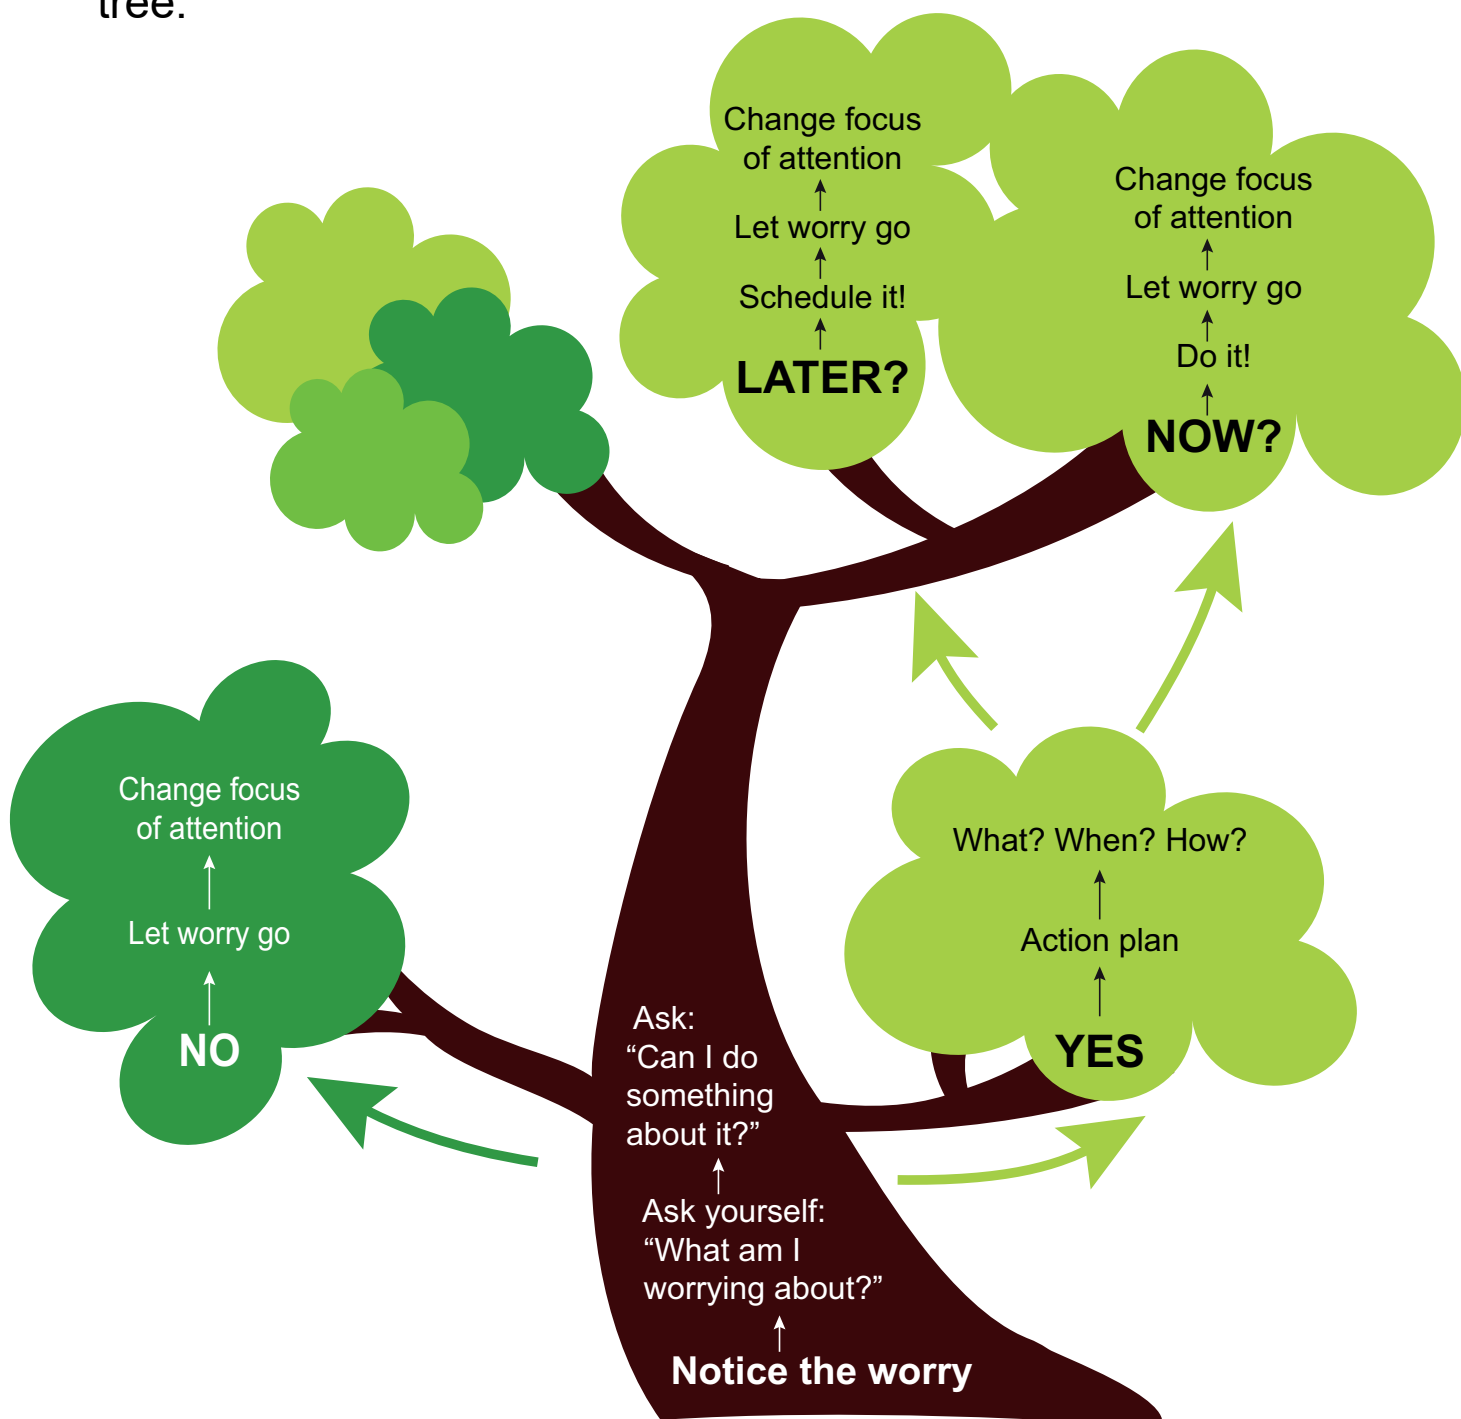 tree.
Change focus
of attention
Let worry go
Schedule it!
LATER?
Change focus
of attention
Let worry go
Do it!
NOW?
Change focus
of attention
Let worry go
NO
What? When? How?
Action plan
YES
Ask:
“Can I do
something
about it?”
Ask yourself:
“What am I
worrying about?”
Notice the worry